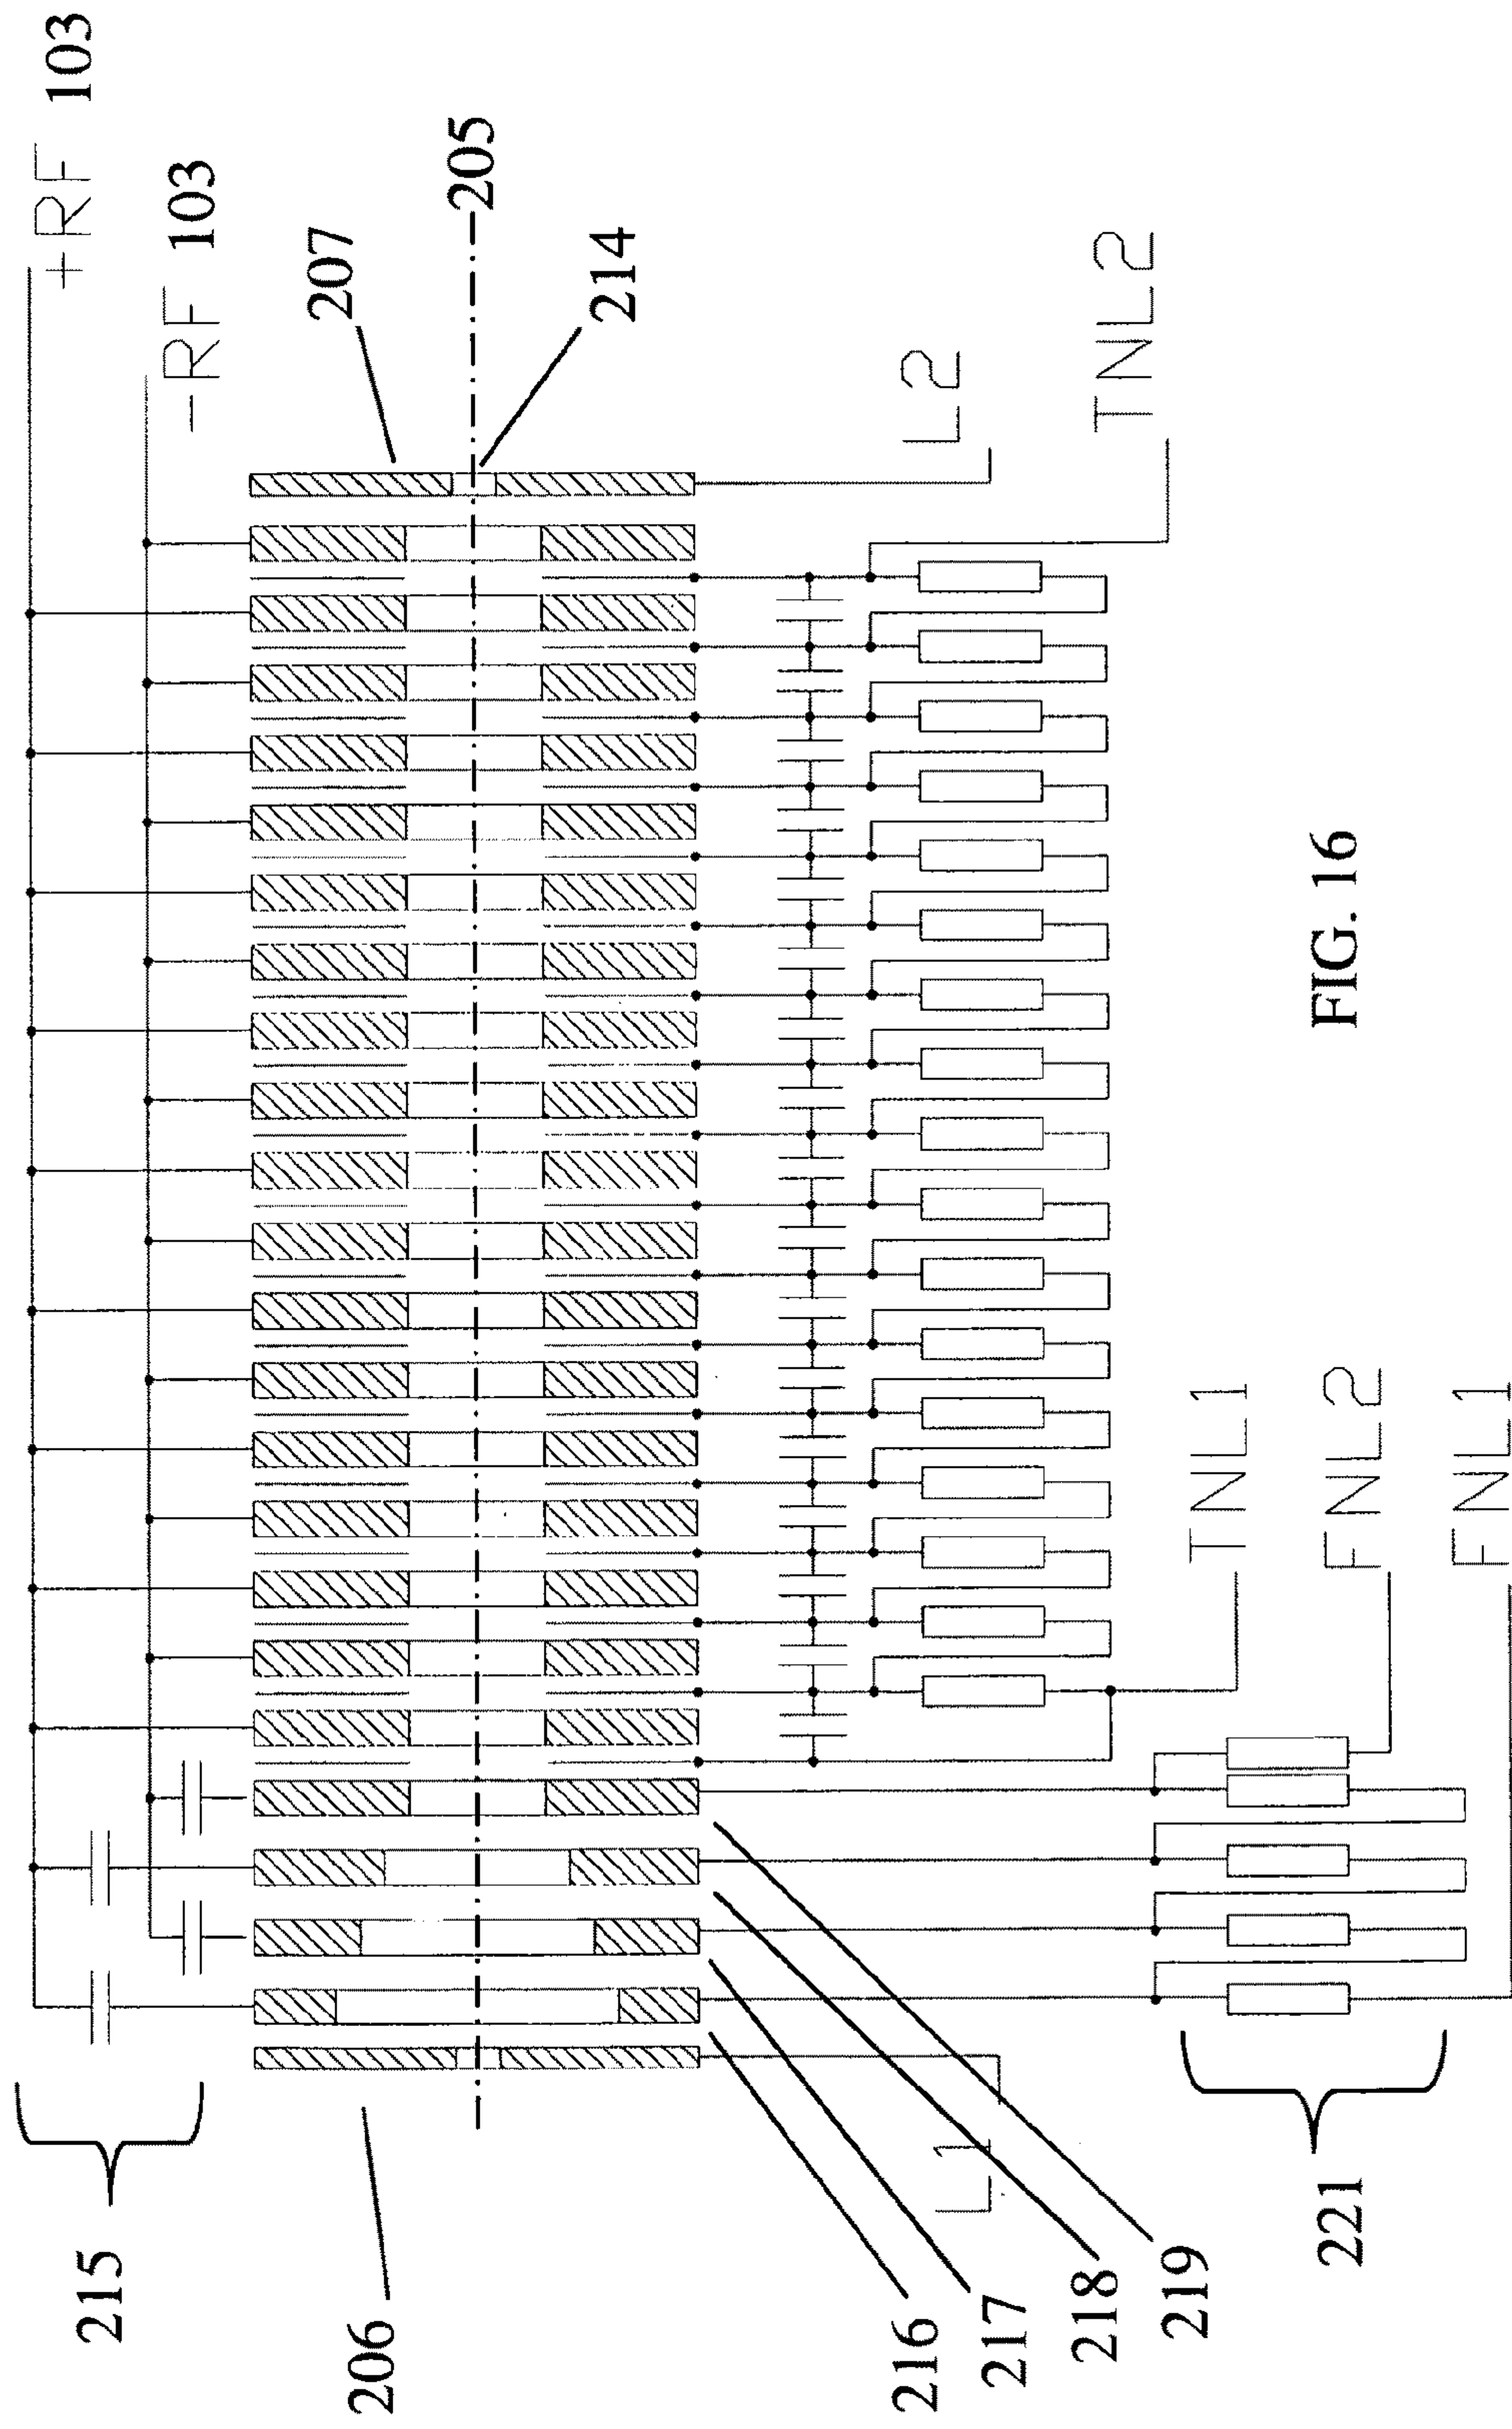 +RF 103
-RF 103
207
205
214
L2
TNL2
215
206
216
217
218
219
L1
221
TNL1
FNL2
FNL1
FIG. 16